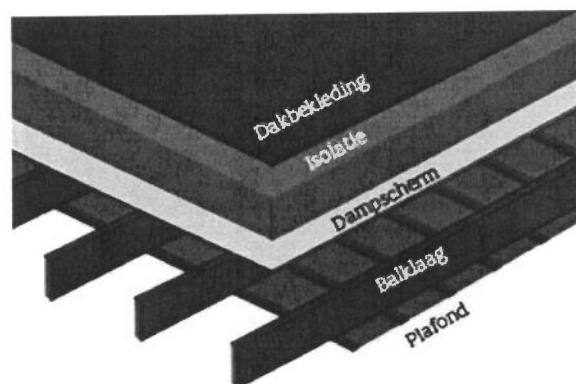 Dakbekleding
Isolatie
Dampscherm
Balklaag
Plafond